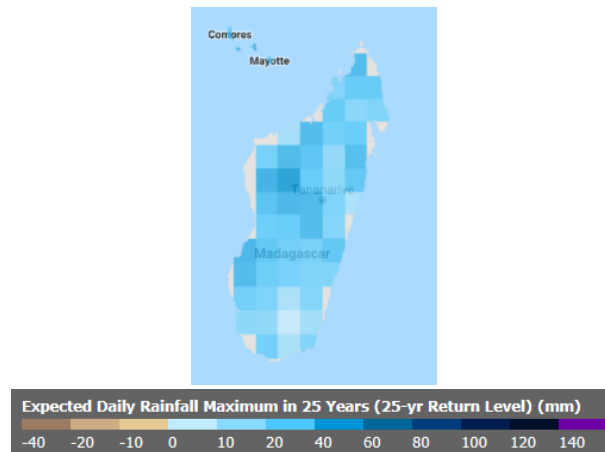 Comores
Mayotte
Tananarive
Madagascar
Expected Daily Rainfall Maximum in 25 Years (25-yr Return Level) (mm)
-40 -20 -10 0 10 20 40 60 80 100 120 140